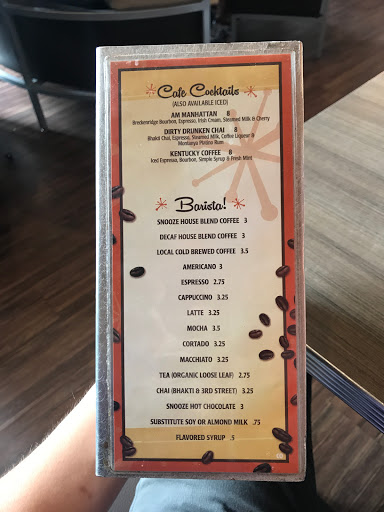 Cafe Cocktails
(ALSO AVAILABLE ICED)
AM MANHATTAN 8
Breckenridge Bourbon, Espresso, Irish Cream, Steamed Milk & Cherry
DIRTY DRUNKEN CHAI 8
Bhakti Chai, Espresso, Steamed Milk, Coffee Liqueur &
Montanya Platino Rum
KENTUCKY COFFEE 8
Iced Espresso, Bourbon, Simple Syrup & Fresh Mint
Barista!
SNOOZE HOUSE BLEND COFFEE 3
DECAF HOUSE BLEND COFFEE 3
LOCAL COLD BREWED COFFEE 3.5
AMERICANO 3
ESPRESSO 2.75
CAPPUCCINO 3.25
LATTE 3.25
MOCHA 3.5
CORTADO 3.25
MACCHIATO 3.25
TEA (ORGANIC LOOSE LEAF) 2.75
CHAI (BHAKTI & 3RD STREET) 3.25
SNOOZE HOT CHOCOLATE 3
SUBSTITUTE SOY OR ALMOND MILK .75
FLAVORED SYRUP .5